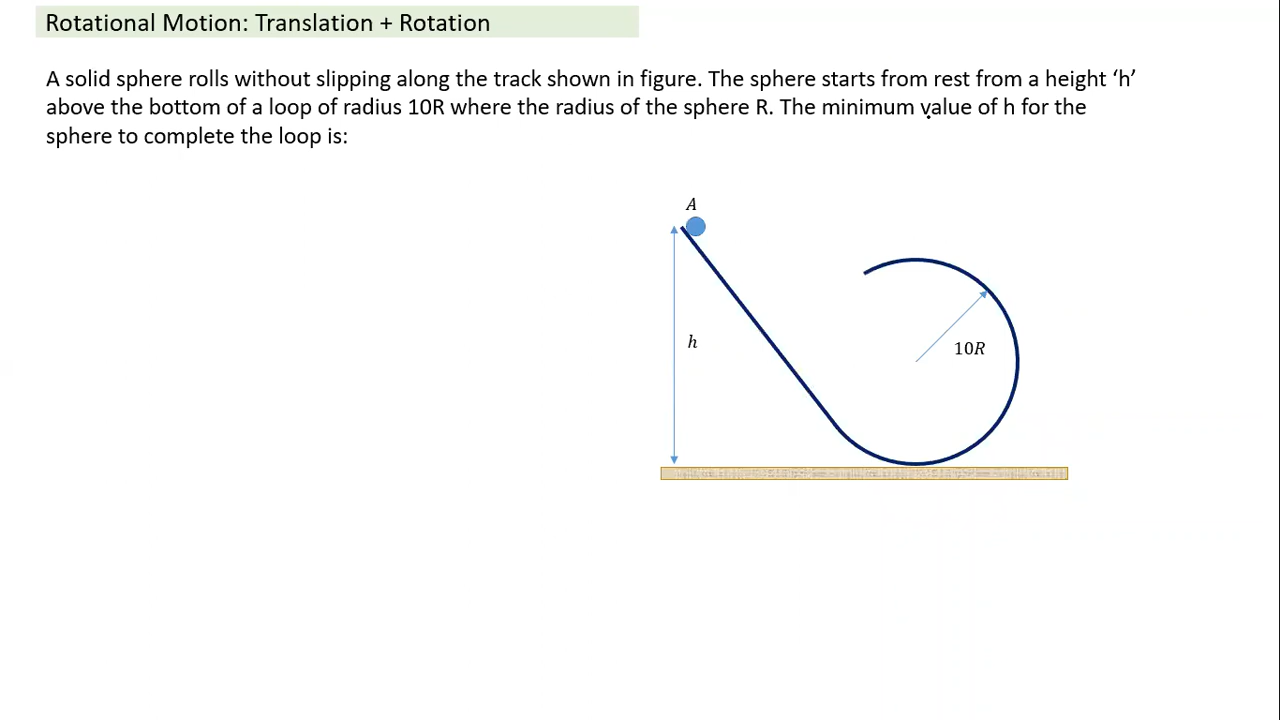 Rotational Motion: Translation + Rotation
A solid sphere rolls without slipping along the track shown in figure. The sphere starts from rest from a height ‘h’
above the bottom of a loop of radius 10R where the radius of the sphere R. The minimum value of h for the
sphere to complete the loop is:
A
h
10R